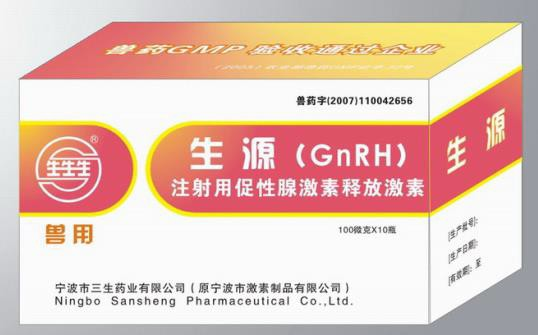 兽药GMP 验收通过企业
兽药字(2007)110042656
生生生
®
生源(GnRH)
注射用促性腺激素释放激素
兽用
100微克X10瓶
宁波市三生药业有限公司(原宁波市激素制品有限公司)
Ningbo Sansheng Pharmaceutical Co.,Ltd.
生源
[生产批号]:
[生产日期]:
[有效期]: 至